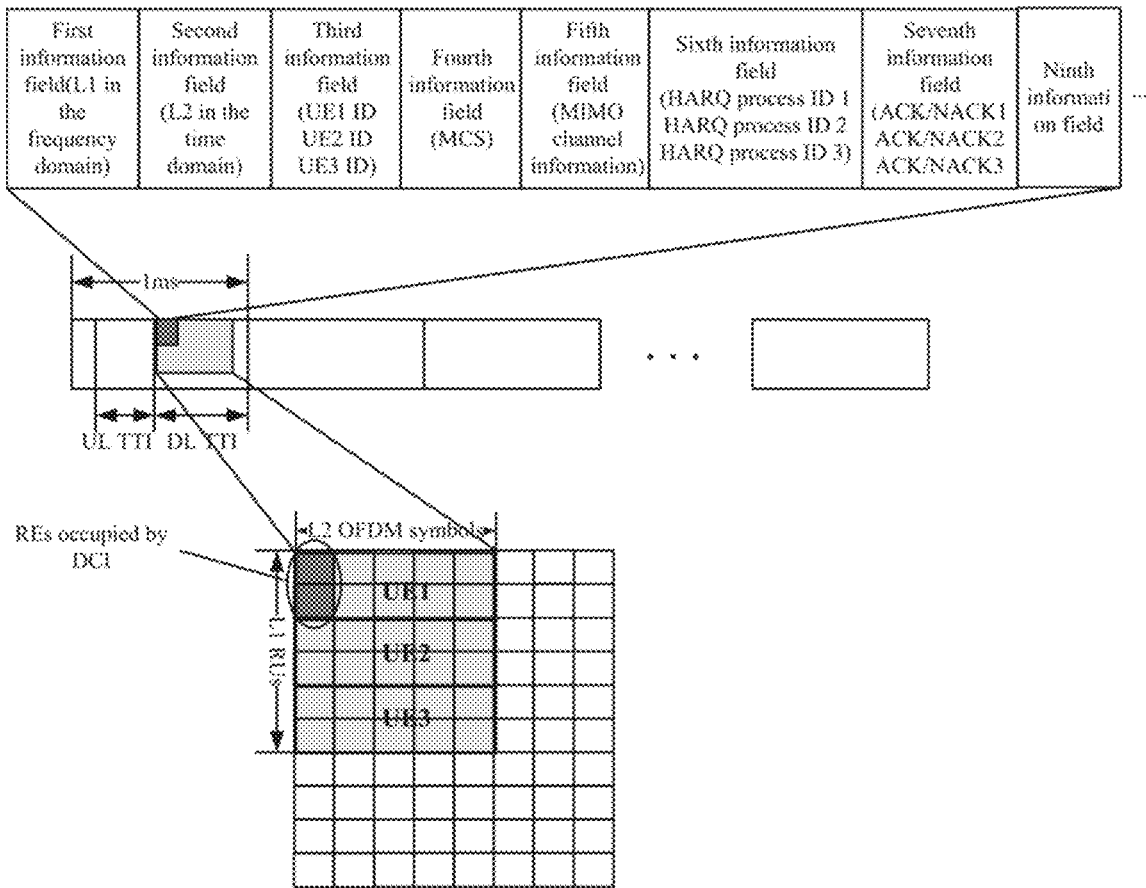 First
information
field(L1 in
the
frequency
domain)
Second
information
field
(L2 in the
time
domain)
Third
information
field
(UE1 ID
UE2 ID
UE3 ID)
Fourth
information
field
(MCS)
Fifth
information
field
(MIMO
channel
information)
Sixth information
field
(HARQ process ID 1
HARQ process ID 2
HARQ process ID 3)
Seventh
information
field
(ACK/NACK1
ACK/NACK2
ACK/NACK3
Ninth
informati
on field
...
1ms
. . .
UL TTI
DL TTI
REs occupied by
DCI
L2 OFDM symbols
L1 RUs
UE1
UE2
UE3